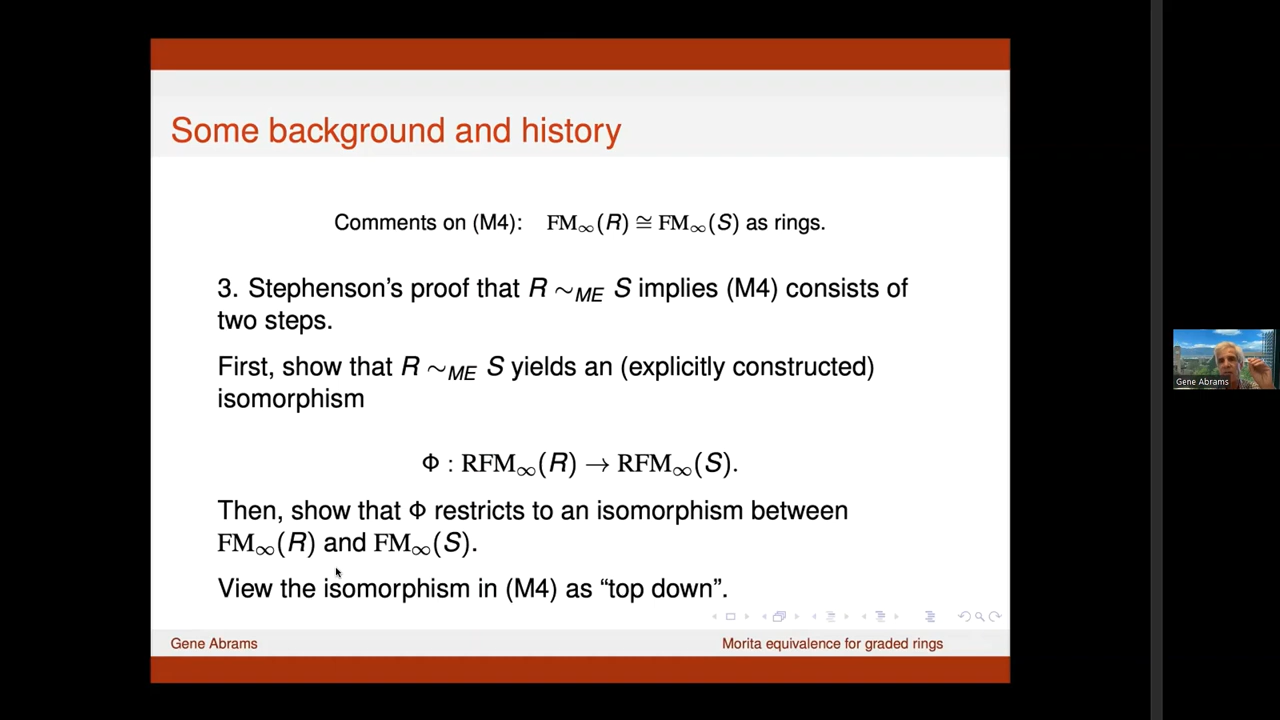 Some background and history
Comments on (M4): FM∞(R) ≅ FM∞(S) as rings.
3. Stephenson's proof that R ∼ME S implies (M4) consists of
two steps.
First, show that R ∼ME S yields an (explicitly constructed)
isomorphism
Φ : RFM∞(R) → RFM∞(S).
Then, show that Φ restricts to an isomorphism between
FM∞(R) and FM∞(S).
View the isomorphism in (M4) as “top down”.
Gene Abrams
Morita equivalence for graded rings
Gene Abrams